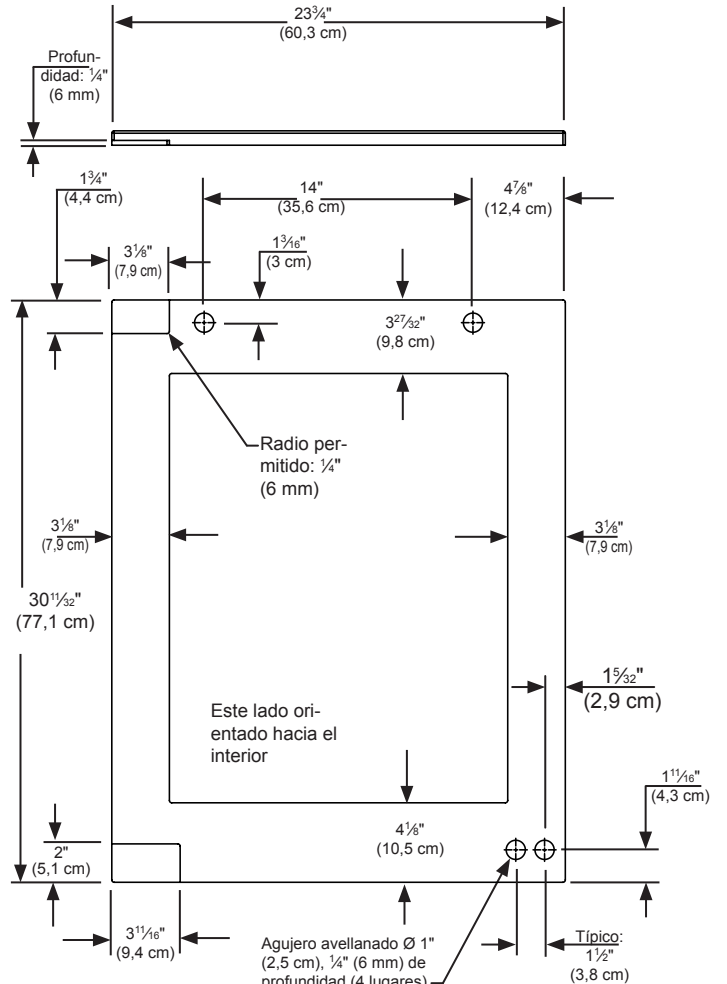 23¾"
(60,3 cm)
Profun-
didad: ¼"
(6 mm)
1¾"
(4,4 cm)
14"
(35,6 cm)
4⅞"
(12,4 cm)
3⅛"
(7,9 cm)
1³⁄₁₆"
(3 cm)
3²⁷⁄₃₂"
(9,8 cm)
Radio per-
mitido: ¼"
(6 mm)
3⅛"
(7,9 cm)
3⅛"
(7,9 cm)
30¹¹⁄₃₂"
(77,1 cm)
1⁵⁄₃₂"
(2,9 cm)
Este lado ori-
entado hacia el
interior
1¹¹⁄₁₆"
(4,3 cm)
4⅛"
(10,5 cm)
2"
(5,1 cm)
3¹¹⁄₁₆"
(9,4 cm)
Agujero avellanado Ø 1"
(2,5 cm), ¼" (6 mm) de
profundidad (4 lugares)
Típico:
1½"
(3,8 cm)